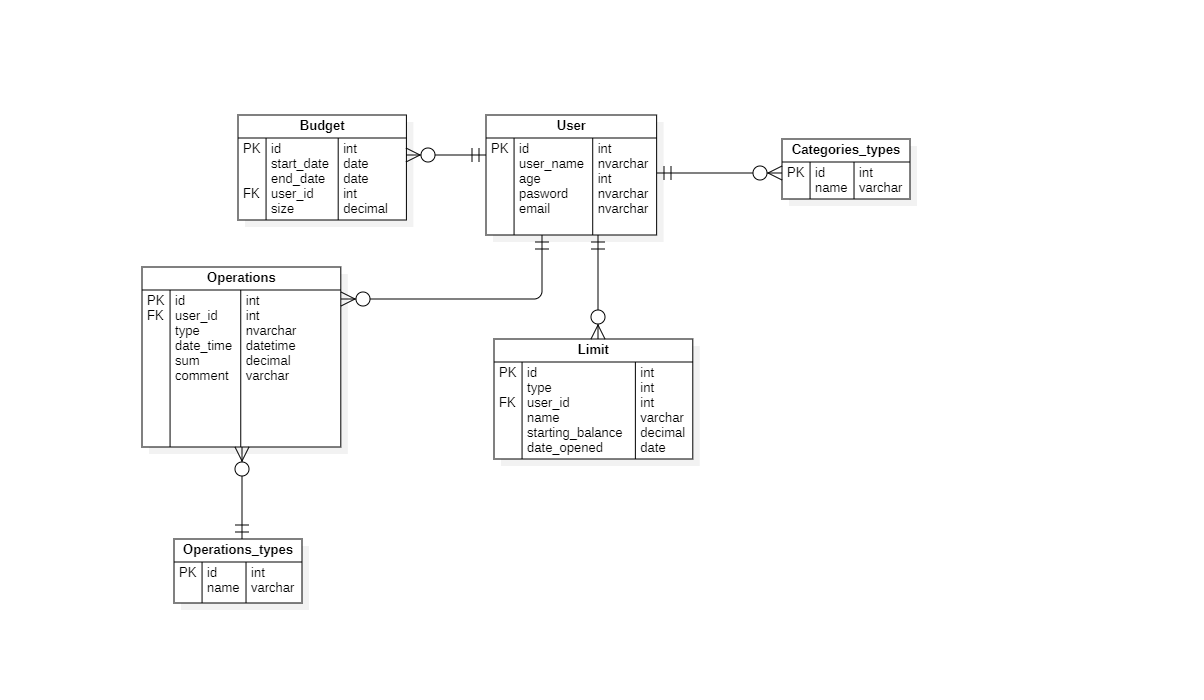 Budget
PK id int
start_date date
end_date date
FK user_id int
size decimal
User
PK id int
user_name nvarchar
age int
pasword nvarchar
email nvarchar
Categories_types
PK id int
name varchar
Operations
PK id int
FK user_id int
type nvarchar
date_time datetime
sum decimal
comment varchar
Limit
PK id int
type int
FK user_id int
name varchar
starting_balance decimal
date_opened date
Operations_types
PK id int
name varchar